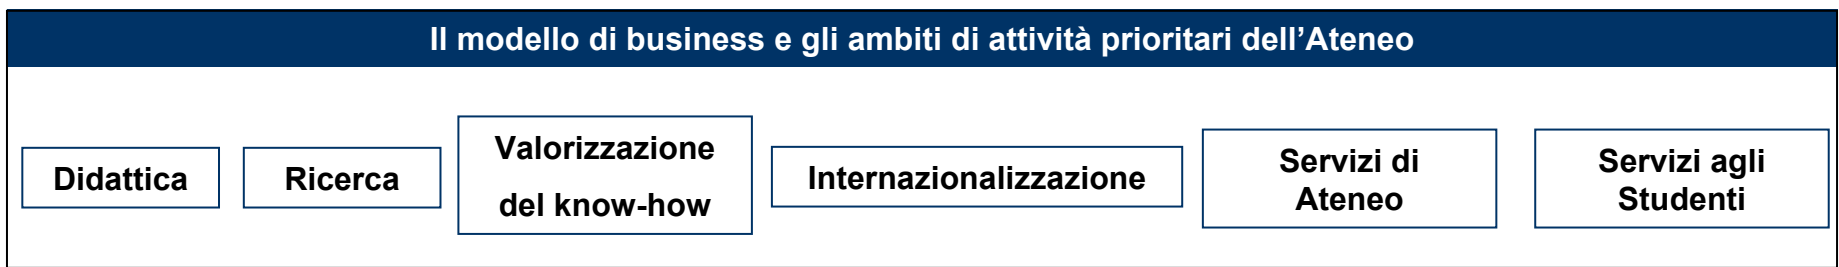 Il modello di business e gli ambiti di attività prioritari dell’Ateneo
Didattica
Ricerca
Valorizzazione
del know-how
Internazionalizzazione
Servizi di
Ateneo
Servizi agli
Studenti